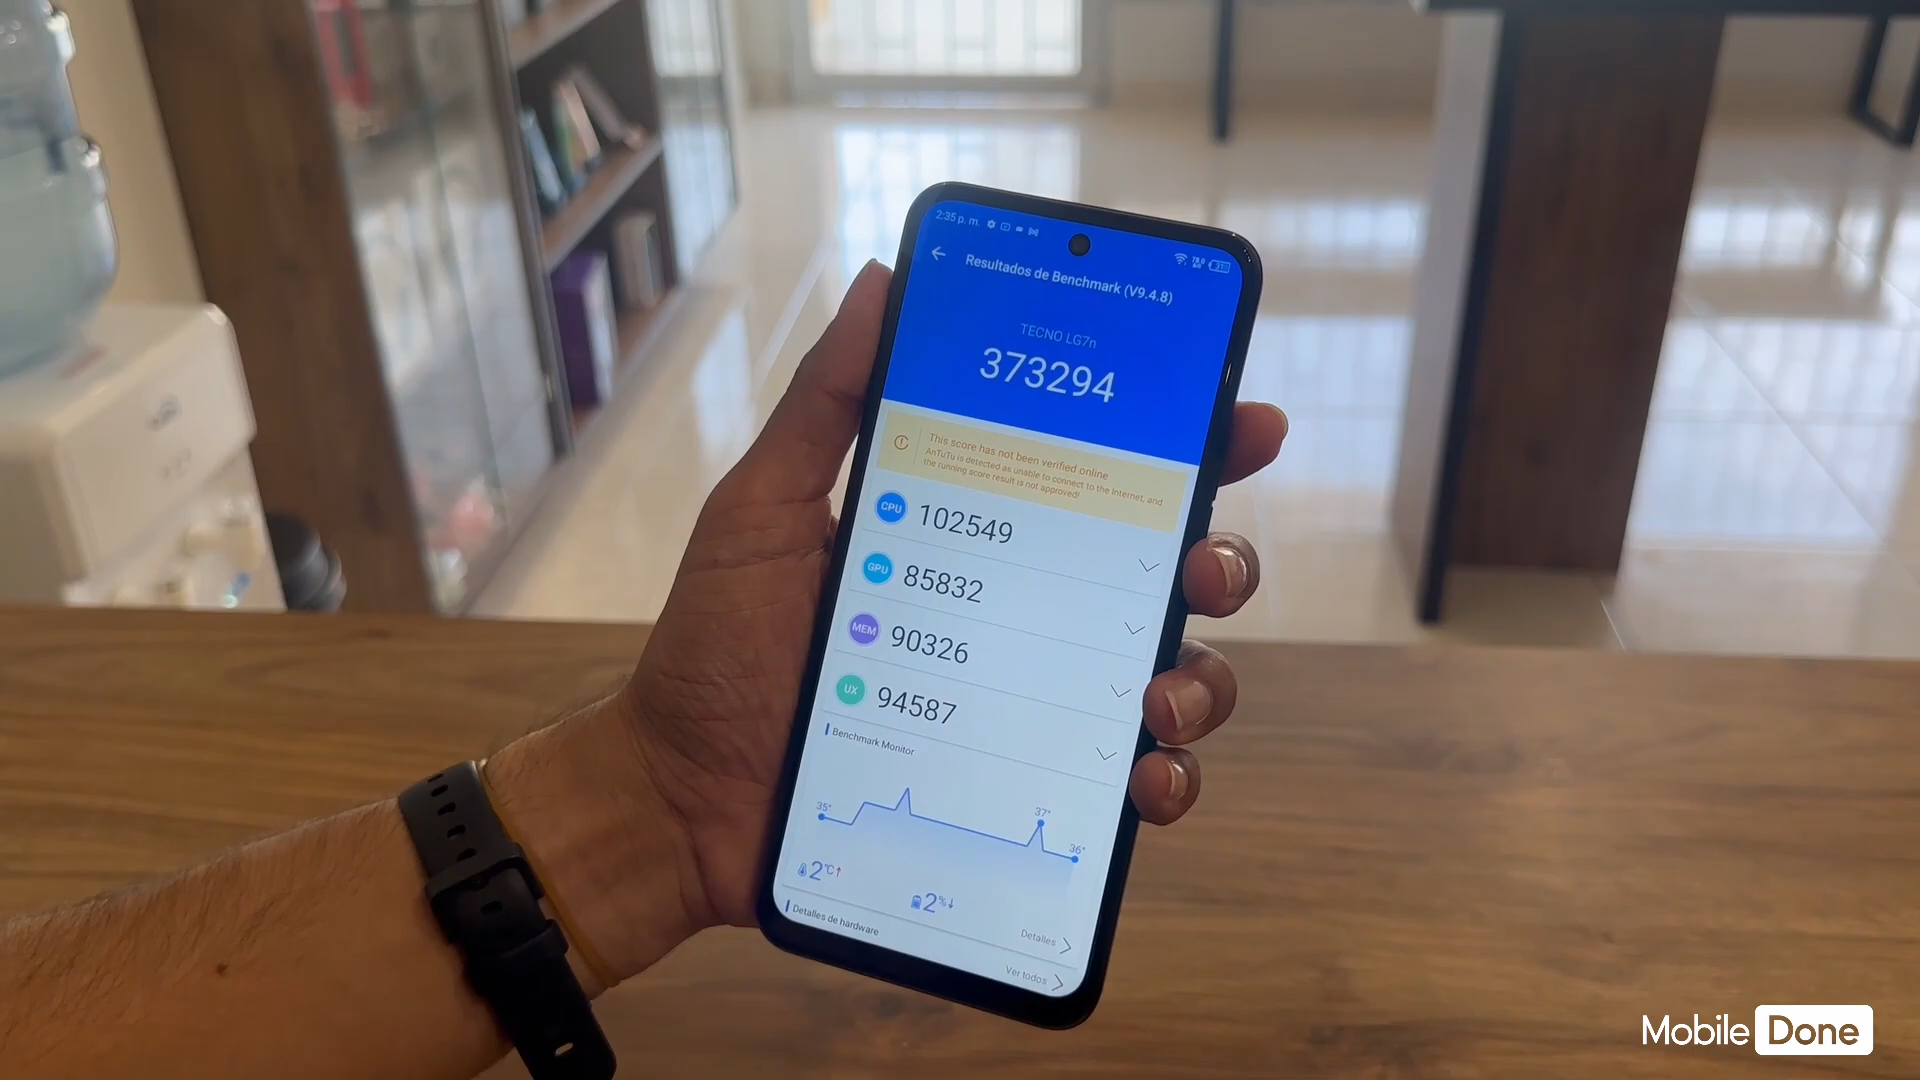 2:35 p. m.
78.0
31
Resultados de Benchmark (V9.4.8)
TECNO LG7n
373294
This score has not been verified online
AnTuTu is detected as unable to connect to the Internet, and
the running score result is not approved!
CPU 102549
GPU 85832
MEM 90326
UX 94587
Benchmark Monitor
35°
37°
36°
2°C↑
2%↓
Detalles
Detalles de hardware
Ver todos
Mobile Done